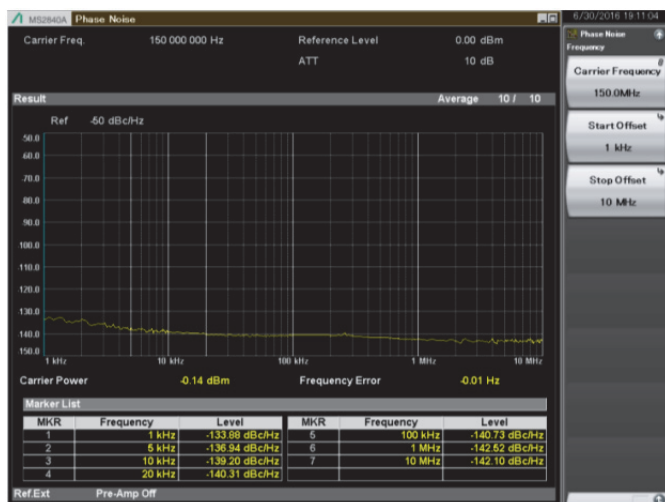 MS2840A Phase Noise
6/30/2016 19:11:04
Carrier Freq. 150 000 000 Hz Reference Level 0.00 dBm
ATT 10 dB
Phase Noise
Frequency
Carrier Frequency
150.0MHz
Start Offset
1 kHz
Stop Offset
10 MHz
Result Average 10 / 10
Ref -50 dBc/Hz
-50.0
-60.0
-70.0
-80.0
-90.0
-100.0
-110.0
-120.0
-130.0
-140.0
-150.0
1 kHz 10 kHz 100 kHz 1 MHz 10 MHz
Carrier Power -0.14 dBm Frequency Error -0.01 Hz
Marker List
MKR Frequency Level MKR Frequency Level
1 1 kHz -133.88 dBc/Hz 5 100 kHz -140.73 dBc/Hz
2 5 kHz -136.94 dBc/Hz 6 1 MHz -142.52 dBc/Hz
3 10 kHz -139.20 dBc/Hz 7 10 MHz -142.10 dBc/Hz
4 20 kHz -140.31 dBc/Hz
Ref.Ext Pre-Amp Off